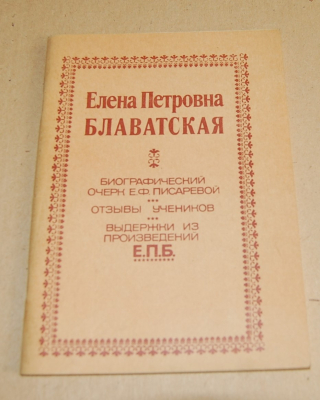 Елена Петровна
БЛАВАТСКАЯ
БИОГРАФИЧЕСКИЙ
ОЧЕРК Е.Ф. ПИСАРЕВОЙ
ОТЗЫВЫ УЧЕНИКОВ
ВЫДЕРЖКИ ИЗ
ПРОИЗВЕДЕНИЙ
Е.П.Б.